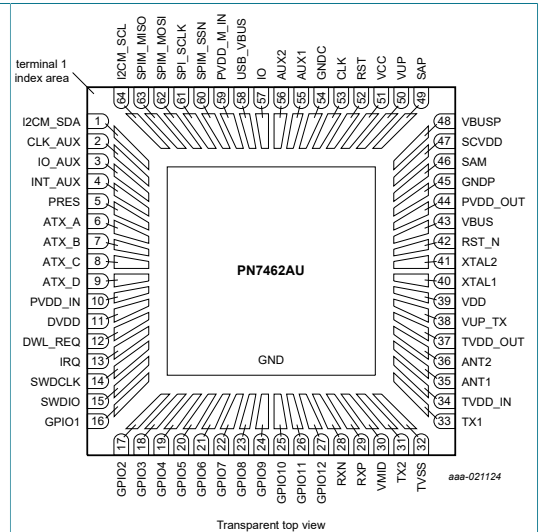 terminal 1
index area
I2CM_SCL
SPIM_MISO
SPIM_MOSI
SPI_SCLK
SPIM_SSN
PVDD_M_IN
USB_VBUS
IO
AUX2
AUX1
GNDC
CLK
RST
VCC
VUP
SAP
64
63
62
61
60
59
58
57
56
55
54
53
52
51
50
49
I2CM_SDA 1
CLK_AUX 2
IO_AUX 3
INT_AUX 4
PRES 5
ATX_A 6
ATX_B 7
ATX_C 8
ATX_D 9
PVDD_IN 10
DVDD 11
DWL_REQ 12
IRQ 13
SWDCLK 14
SWDIO 15
GPIO1 16
PN7462AU
GND
48 VBUSP
47 SCVDD
46 SAM
45 GNDP
44 PVDD_OUT
43 VBUS
42 RST_N
41 XTAL2
40 XTAL1
39 VDD
38 VUP_TX
37 TVDD_OUT
36 ANT2
35 ANT1
34 TVDD_IN
33 TX1
17
18
19
20
21
22
23
24
25
26
27
28
29
30
31
32
GPIO2
GPIO3
GPIO4
GPIO5
GPIO6
GPIO7
GPIO8
GPIO9
GPIO10
GPIO11
GPIO12
RXN
RXP
VMID
TX2
TVSS
aaa-021124
Transparent top view